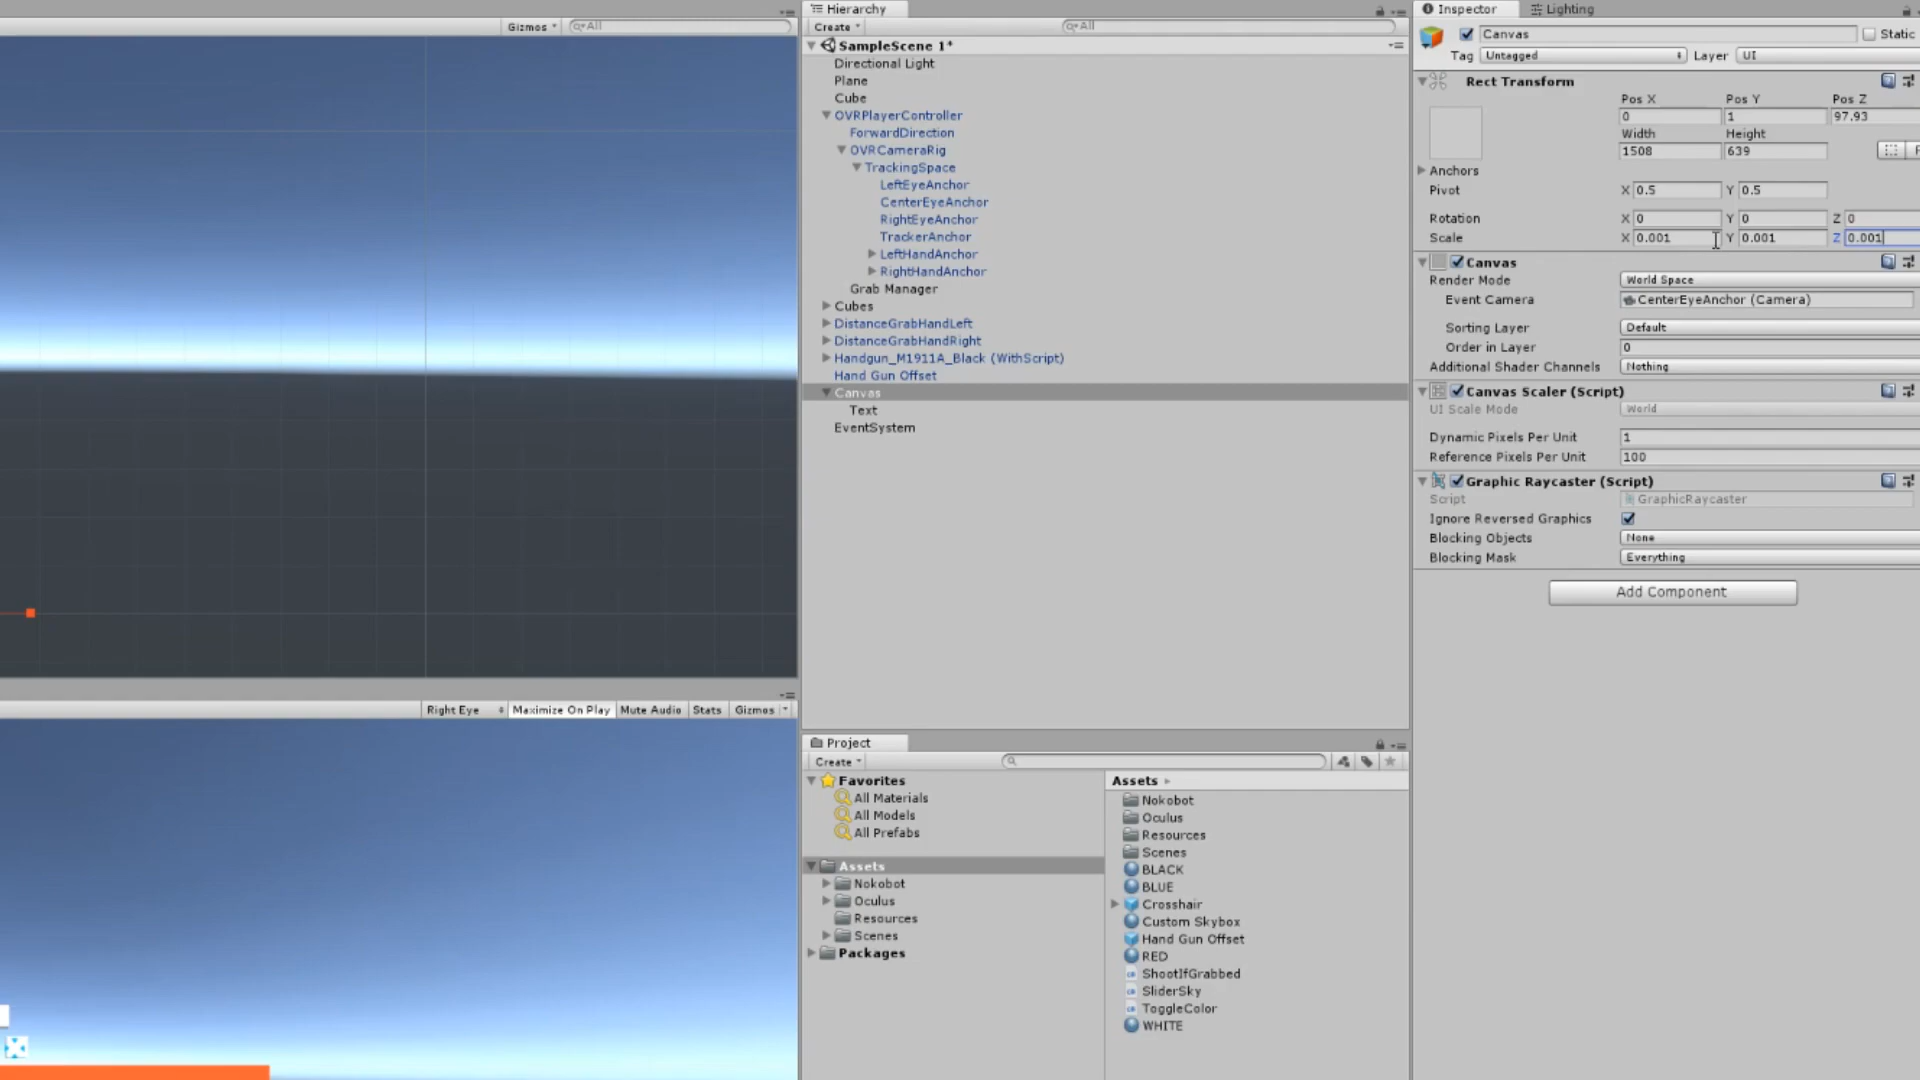 Gizmos
All
Hierarchy
Create
All
SampleScene 1*
Directional Light
Plane
Cube
OVRPlayerController
ForwardDirection
OVRCameraRig
TrackingSpace
LeftEyeAnchor
CenterEyeAnchor
RightEyeAnchor
TrackerAnchor
LeftHandAnchor
RightHandAnchor
Grab Manager
Cubes
DistanceGrabHandLeft
DistanceGrabHandRight
Handgun_M1911A_Black (WithScript)
Hand Gun Offset
Canvas
Text
EventSystem
Right Eye Maximize On Play Mute Audio Stats Gizmos
Project
Create
Favorites
All Materials
All Models
All Prefabs
Assets
Nokobot
Oculus
Resources
Scenes
Packages
Assets
Nokobot
Oculus
Resources
Scenes
BLACK
BLUE
Crosshair
Custom Skybox
Hand Gun Offset
RED
ShootIfGrabbed
SliderSky
ToggleColor
WHITE
Inspector Lighting
Canvas Static
Tag Untagged Layer UI
Rect Transform
Pos X Pos Y Pos Z
0 1 97.93
Width Height
1508 639
Anchors
Pivot X 0.5 Y 0.5
Rotation X 0 Y 0 Z 0
Scale X 0.001 Y 0.001 Z 0.001
Canvas
Render Mode World Space
Event Camera CenterEyeAnchor (Camera)
Sorting Layer Default
Order in Layer 0
Additional Shader Channels Nothing
Canvas Scaler (Script)
UI Scale Mode World
Dynamic Pixels Per Unit 1
Reference Pixels Per Unit 100
Graphic Raycaster (Script)
Script GraphicRaycaster
Ignore Reversed Graphics
Blocking Objects None
Blocking Mask Everything
Add Component